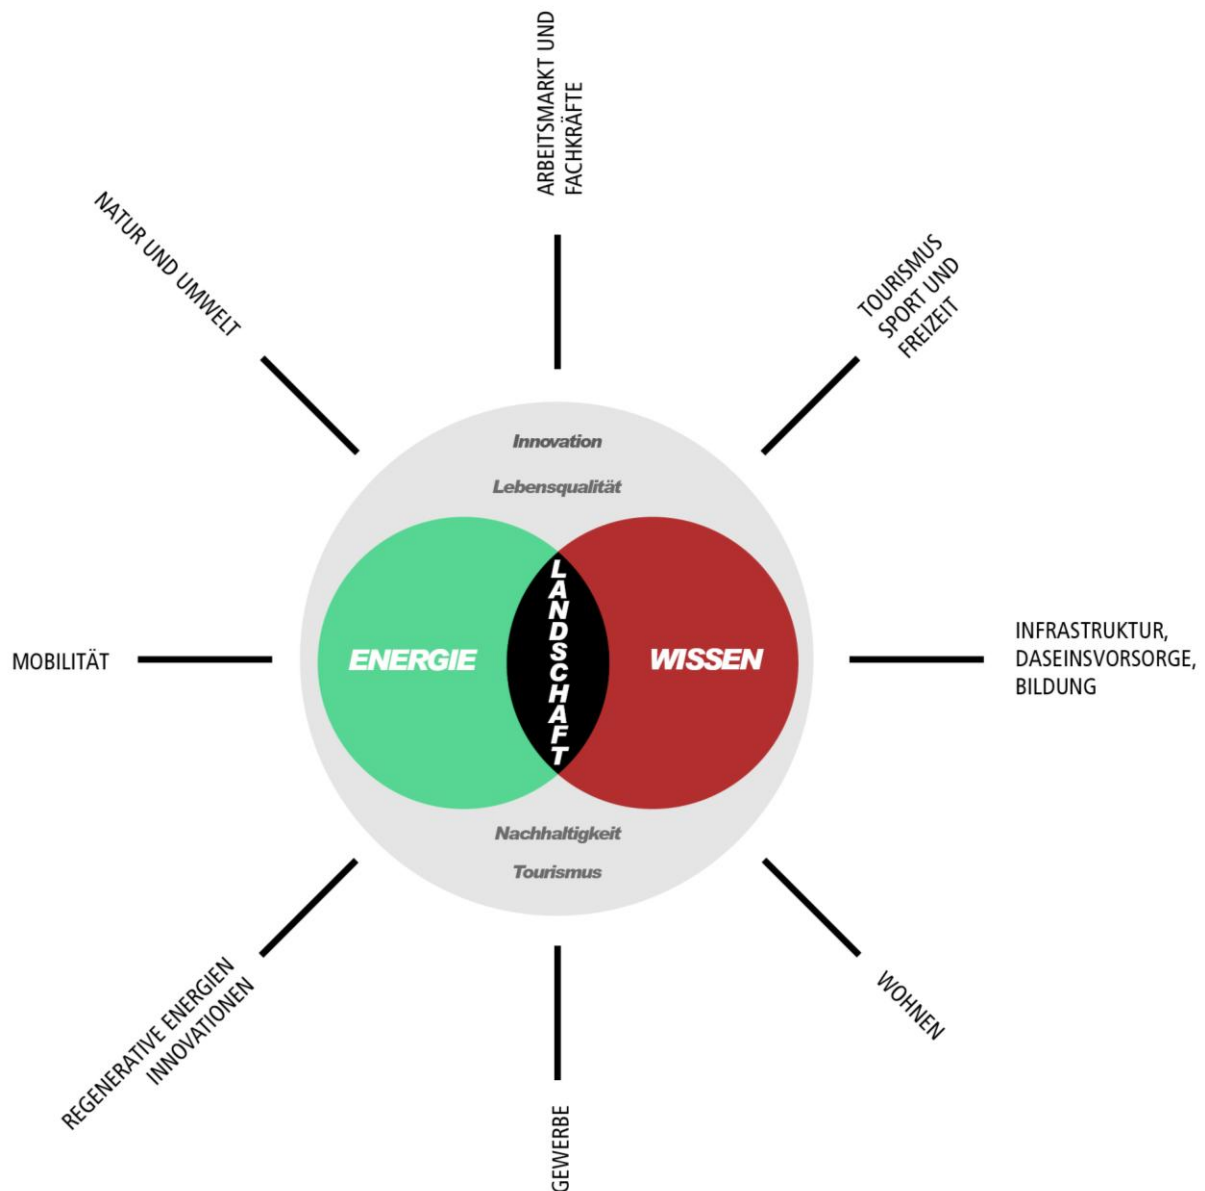 ARBEITSMARKT UND
FACHKRÄFTE
NATUR UND UMWELT
TOURISMUS
SPORT UND
FREIZEIT
Innovation
Lebensqualität
MOBILITÄT
ENERGIE
LANDSCHAFT
WISSEN
INFRASTRUKTUR,
DASEINSVORSORGE,
BILDUNG
Nachhaltigkeit
Tourismus
REGENERATIVE ENERGIEN
INNOVATIONEN
WOHNEN
GEWERBE